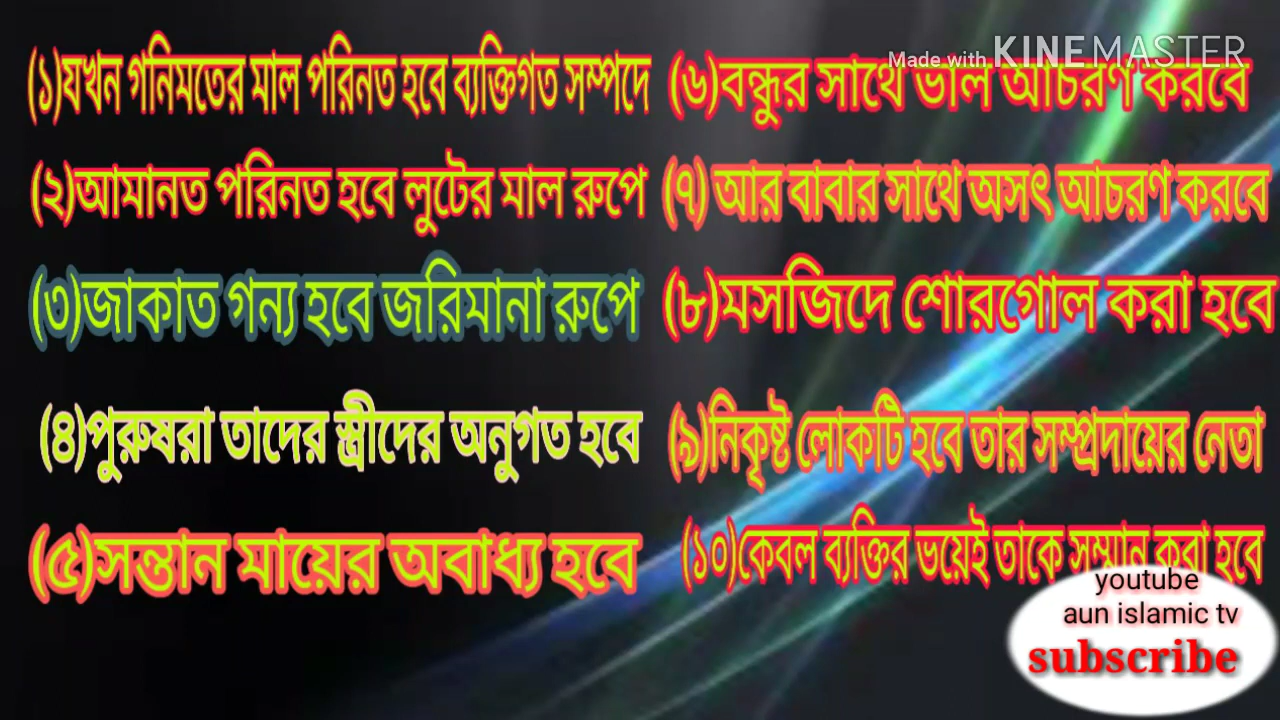 Made with KINEMASTER
(১)যখন গনিমতের মাল পরিনত হবে ব্যক্তিগত সম্পদে
(২)আমানত পরিনত হবে লুটের মাল রুপে
(৩)জাকাত গন্য হবে জরিমানা রুপে
(৪)পুরুষরা তাদের স্ত্রীদের অনুগত হবে
(৫)সন্তান মায়ের অবাধ্য হবে
(৬)বন্ধুর সাথে ভাল আচরণ করবে
(৭) আর বাবার সাথে অসৎ আচরণ করবে
(৮)মসজিদে শোরগোল করা হবে
(৯)নিকৃষ্ট লোকটি হবে তার সম্প্রদায়ের নেতা
(১০)কেবল ব্যক্তির ভয়েই তাকে সম্মান করা হবে
youtube
aun islamic tv
subscribe